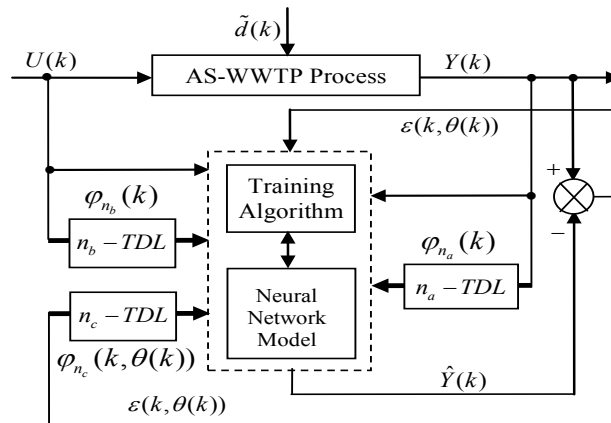 d̃(k)
U(k)
AS-WWTP Process
Y(k)
ε(k,θ(k))
+
Training
Algorithm
φ_{n_b}(k)
−
n_b − TDL
φ_{n_a}(k)
n_a − TDL
n_c − TDL
Neural
Network
Model
φ_{n_c}(k,θ(k))
Ŷ(k)
ε(k,θ(k))